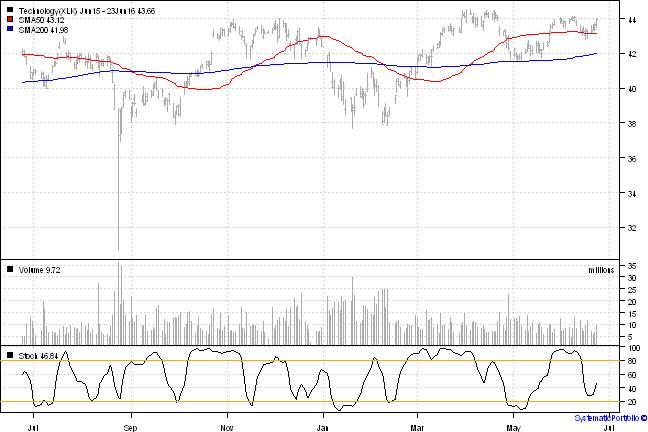 Technology(XLK) Jun15 - 23Jun16 43.66
SMA50 43.12
SMA200 41.98
44
42
40
38
36
34
32
Volume 9.72
millions
35
30
25
20
15
10
5
Stoch 46.84
100
80
60
40
20
Jul Sep Nov Jan Mar May Jul
SystematicPortfolio ©